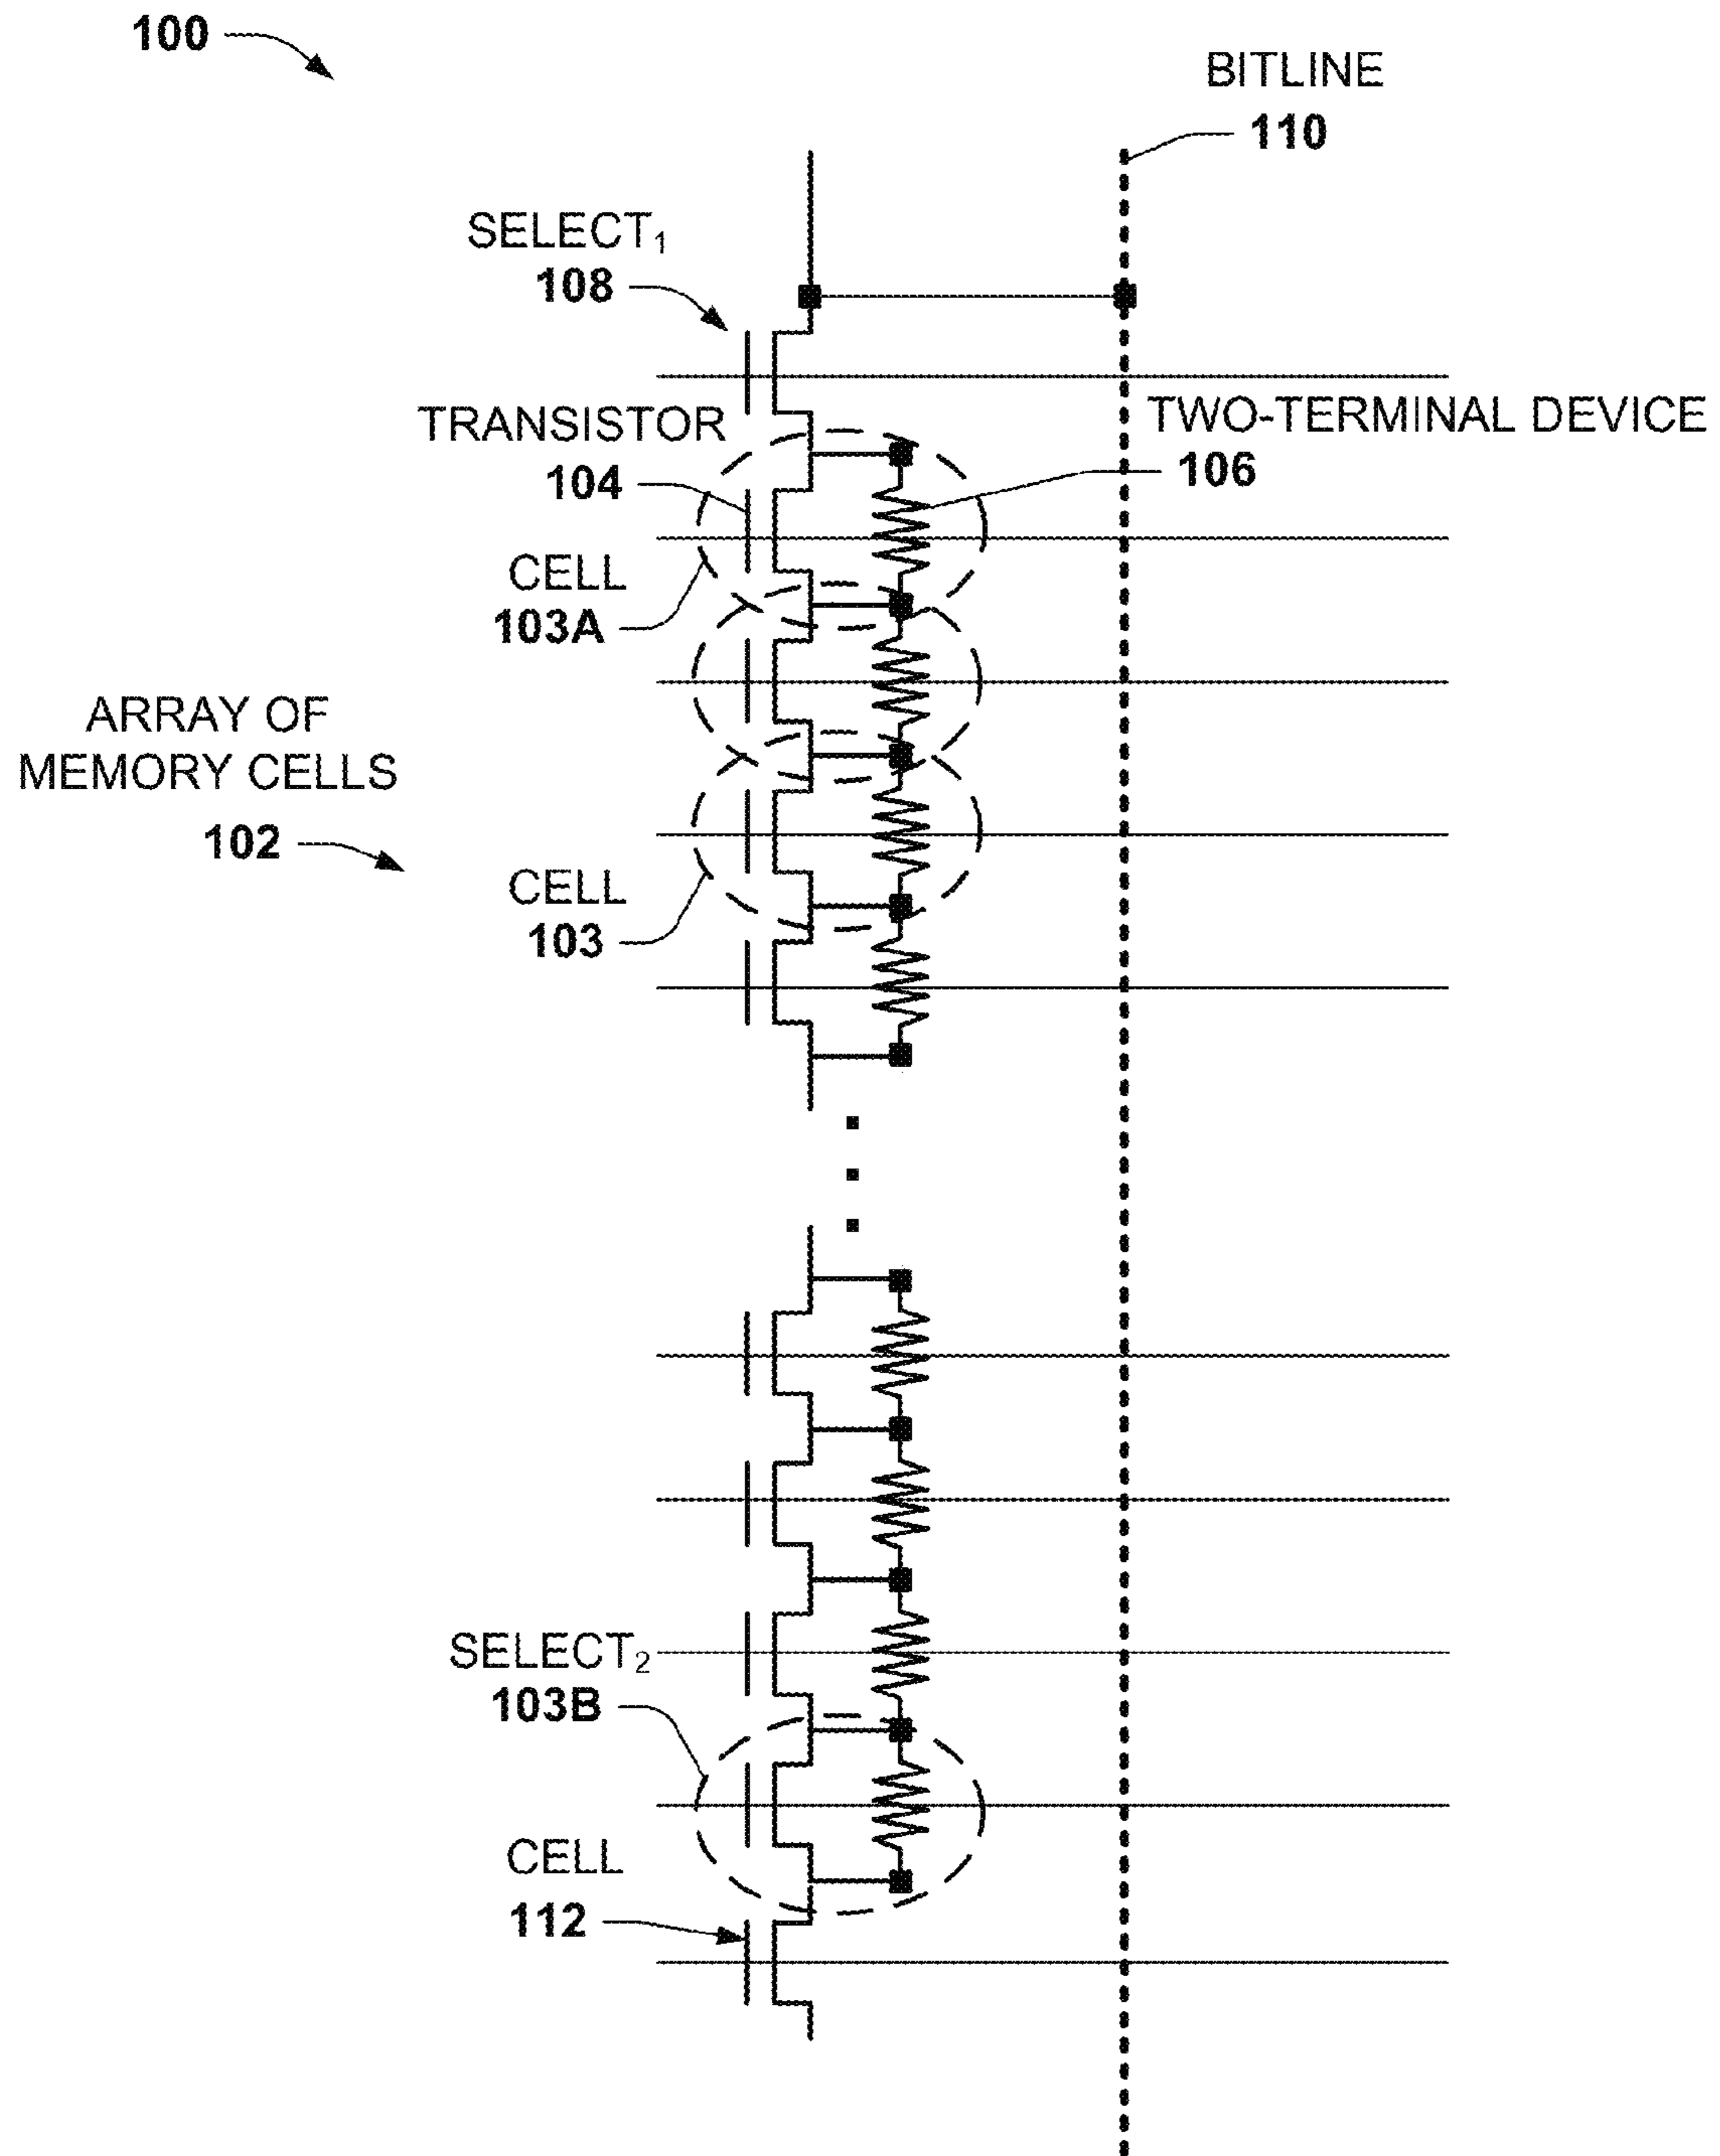 100
BITLINE
110
SELECT₁
108
TRANSISTOR
104
TWO-TERMINAL DEVICE
106
CELL
103A
ARRAY OF
MEMORY CELLS
102
CELL
103
SELECT₂
103B
CELL
112